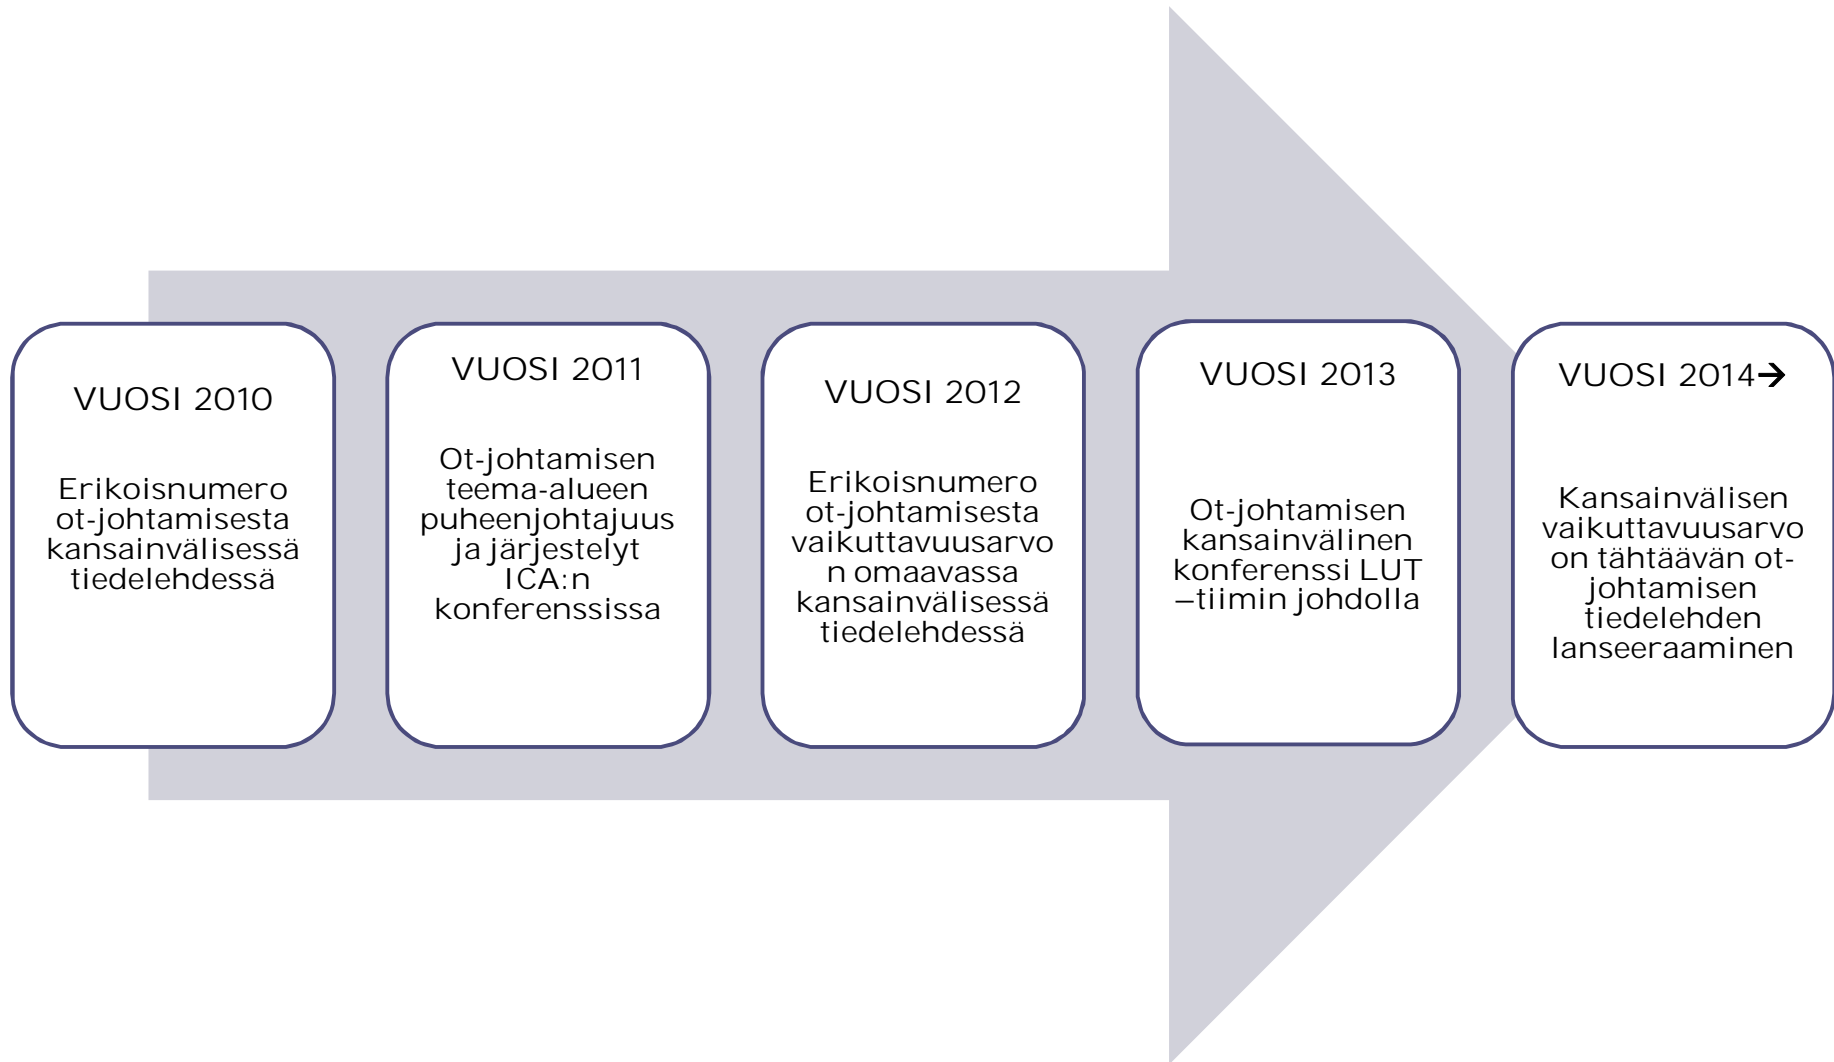 VUOSI 2010
Erikoisnumero
ot-johtamisesta
kansainvälisessä
tiedelehdessä
VUOSI 2011
Ot-johtamisen
teema-alueen
puheenjohtajuus
ja järjestelyt
ICA:n
konferenssissa
VUOSI 2012
Erikoisnumero
ot-johtamisesta
vaikuttavuusarvo
n omaavassa
kansainvälisessä
tiedelehdessä
VUOSI 2013
Ot-johtamisen
kansainvälinen
konferenssi LUT
–tiimin johdolla
VUOSI 2014→
Kansainvälisen
vaikuttavuusarvo
on tähtäävän ot-
johtamisen
tiedelehden
lanseeraaminen